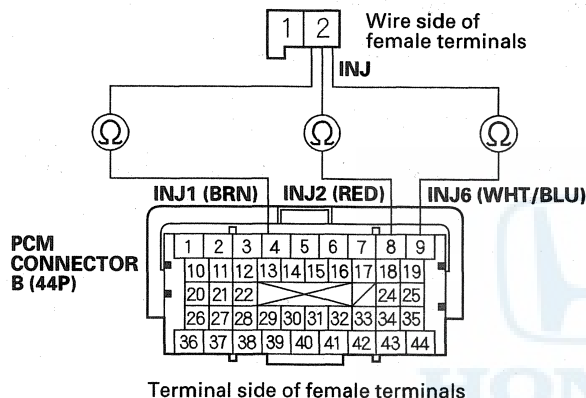 1 2
Wire side of
female terminals
INJ
Ω Ω Ω
INJ1 (BRN) INJ2 (RED) INJ6 (WHT/BLU)
PCM
CONNECTOR
B (44P)
1 2 3 4 5 6 7 8 9
10 11 12 13 14 15 16 17 18 19
20 21 22 24 25
26 27 28 29 30 31 32 33 34 35
36 37 38 39 40 41 42 43 44
Terminal side of female terminals